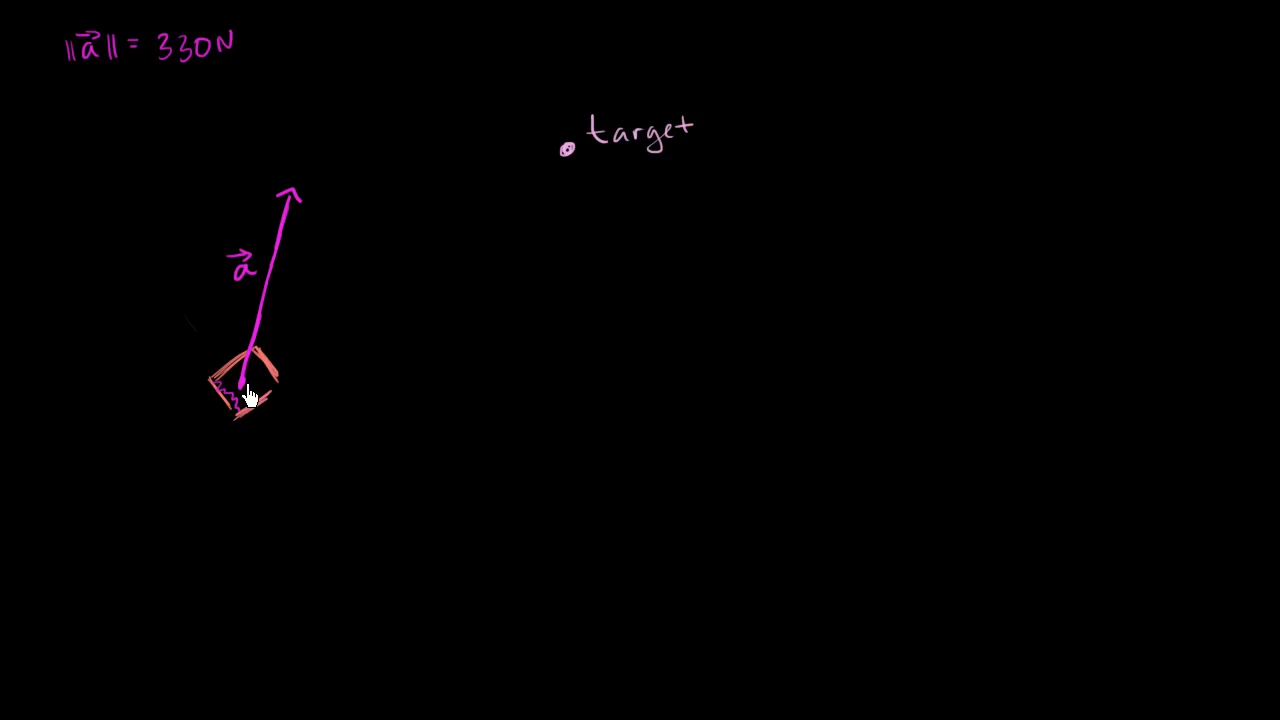 ‖a⃗‖ = 330N
target
a⃗